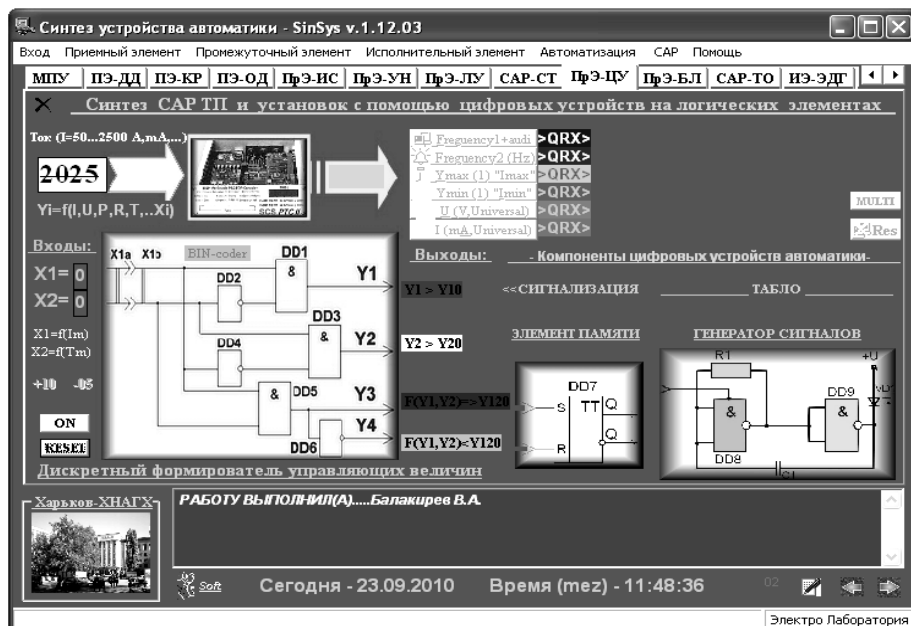 Синтез устройства автоматики - SinSys v.1.12.03
Вход Приемный элемент Промежуточный элемент Исполнительный элемент Автоматизация САР Помощь
МПУ ПЭ-ДД ПЭ-КР ПЭ-ОД ПрЭ-ИС ПрЭ-УН ПрЭ-ЛУ САР-СТ ПрЭ-ЦУ ПрЭ-БЛ САР-ТО ИЭ-ЭДГ
Синтез САР ТП и установок с помощью цифровых устройств на логических элементах
Ток (I=50...2500 A,mA,...)
2025
Yi=f(I,U,P,R,T,..Xi)
Freguency1+audi >QRX>
Freguency2 (Hz) >QRX>
Ymax (1) "Imax" >QRX>
Ymin (1) "Imin" >QRX>
U (V,Universal) >QRX>
I (mA,Universal) >QRX>
MULTI
Res
Входы:
X1= 0
X2= 0
X1=f(Im)
X2=f(Tm)
+10 -05
ON
RESET
X1a X1b BIN-coder DD1
& Y1
DD2
DD3
& Y2
DD4
& DD5 Y3
Y4
DD6
Выходы:
Y1 > Y10
Y2 > Y20
F(Y1,Y2)=>Y120
F(Y1,Y2)<Y120
- Компоненты цифровых устройств автоматики-
<<СИГНАЛИЗАЦИЯ ТАБЛО
ЭЛЕМЕНТ ПАМЯТИ ГЕНЕРАТОР СИГНАЛОВ
DD7
S TT Q
R Q
R1 +U
DD9
& &
DD8
C1
Дискретный формирователь управляющих величин
Харьков-ХНАГХ
РАБОТУ ВЫПОЛНИЛ(А).....Балакирев В.А.
Soft
Сегодня - 23.09.2010 Время (mez) - 11:48:36 02
Электро Лаборатория